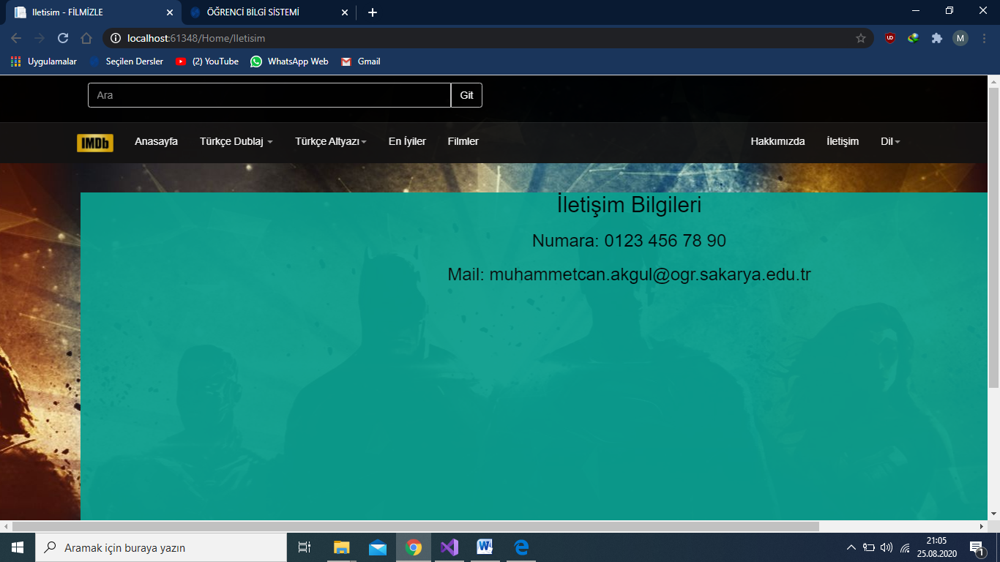 Iletisim - FİLMİZLE
ÖĞRENCİ BİLGİ SİSTEMİ
localhost:61348/Home/Iletisim
UD
M
Uygulamalar Seçilen Dersler (2) YouTube WhatsApp Web Gmail
Ara Git
IMDb Anasayfa Türkçe Dublaj Türkçe Altyazı En İyiler Filmler Hakkımızda İletişim Dil
İletişim Bilgileri
Numara: 0123 456 78 90
Mail: muhammetcan.akgul@ogr.sakarya.edu.tr
Aramak için buraya yazın
21:05
25.08.2020
1